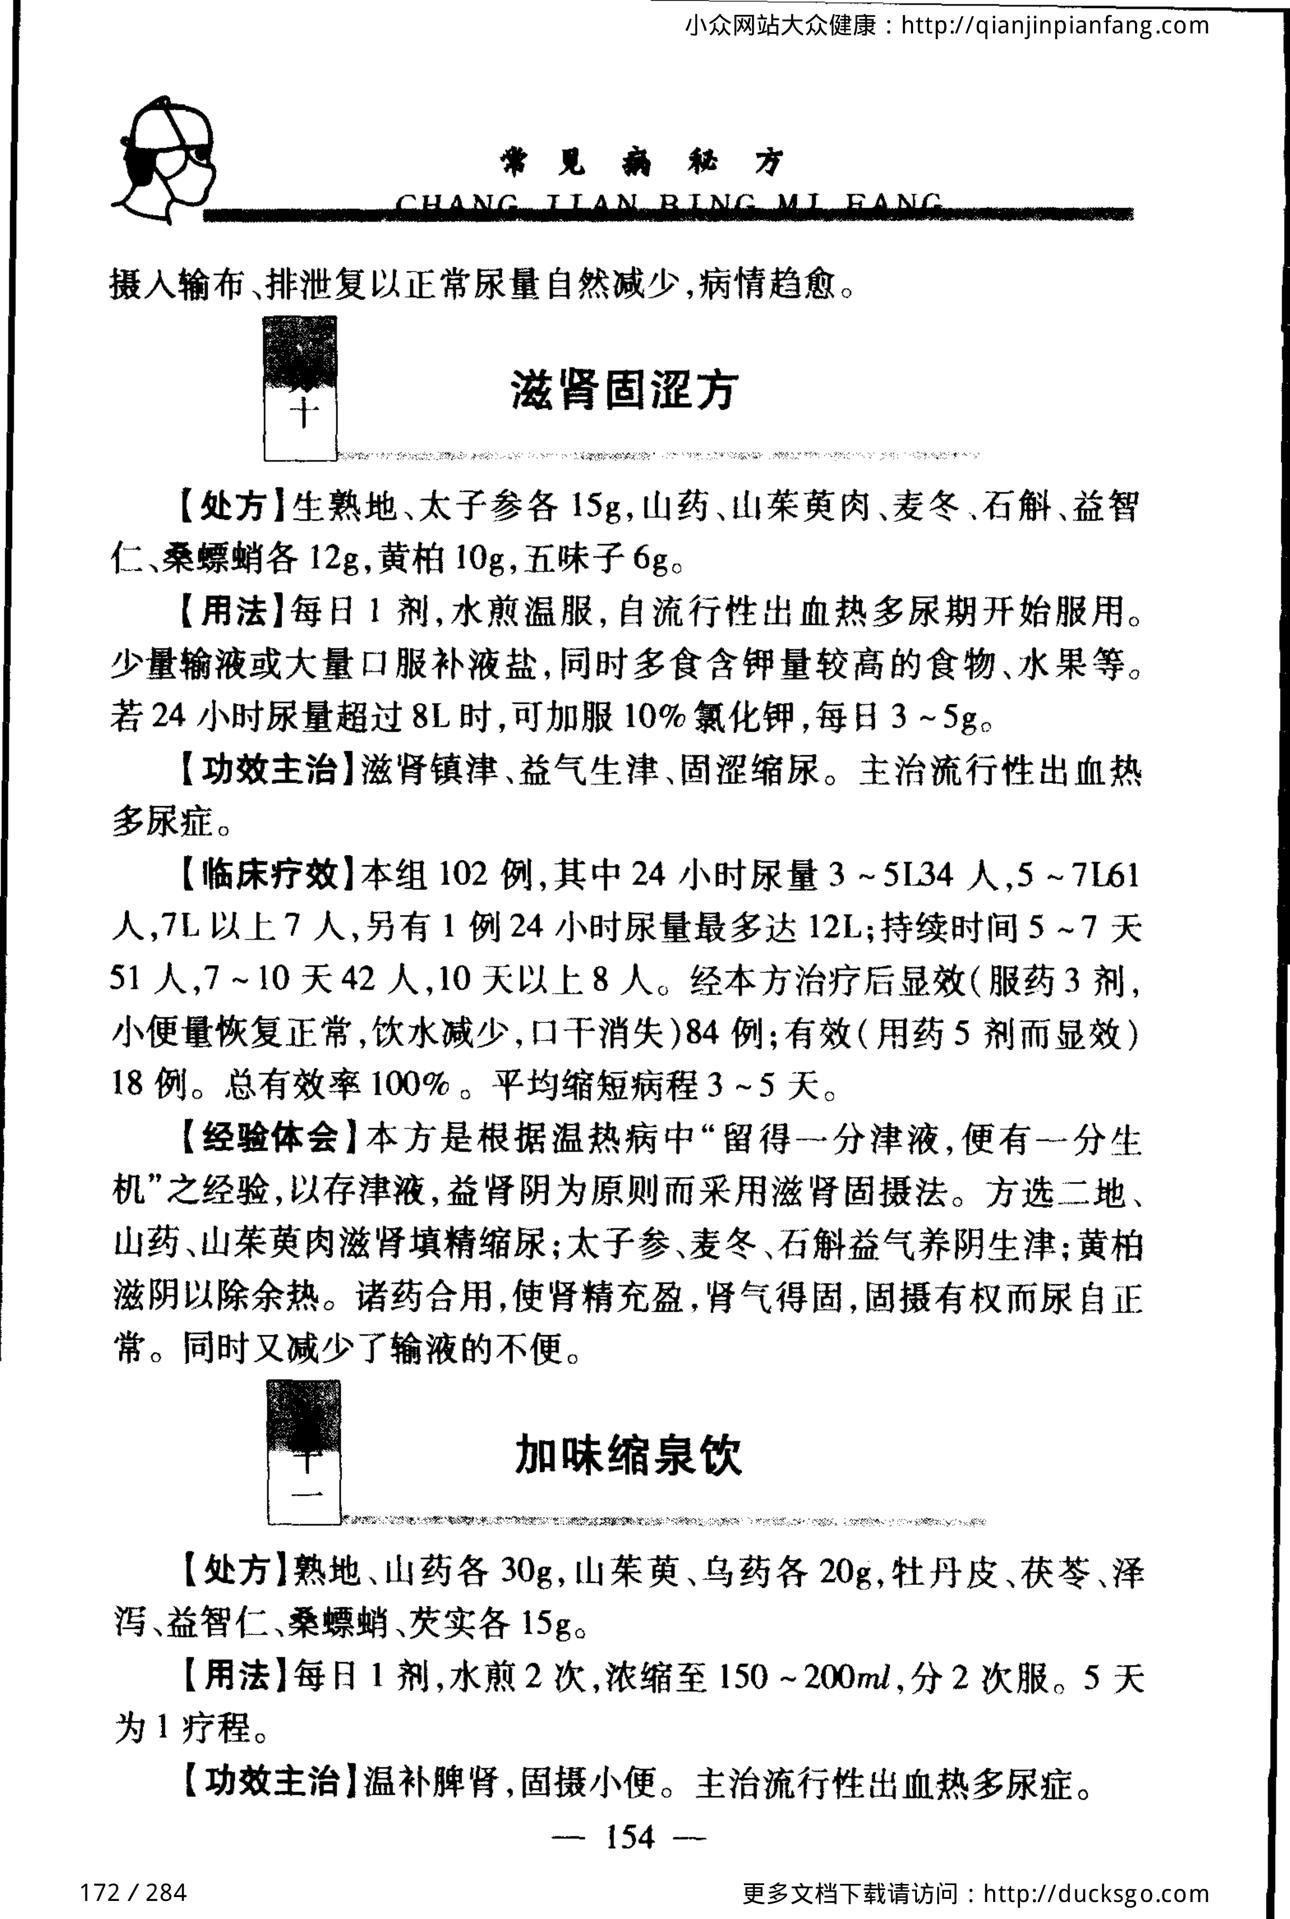 小众网站大众健康：http://qianjinpianfang.com
常见病秘方
CHANG JIAN BING MI FANG
摄入输布、排泄复以正常尿量自然减少,病情趋愈。
十
滋肾固涩方
【处方】生熟地、太子参各 15g,山药、山茱萸肉、麦冬、石斛、益智
仁、桑螵蛸各 12g,黄柏 10g,五味子 6g。
【用法】每日 1 剂,水煎温服,自流行性出血热多尿期开始服用。
少量输液或大量口服补液盐,同时多食含钾量较高的食物、水果等。
若 24 小时尿量超过 8L 时,可加服 10% 氯化钾,每日 3 ~ 5g。
【功效主治】滋肾镇津、益气生津、固涩缩尿。主治流行性出血热
多尿症。
【临床疗效】本组 102 例,其中 24 小时尿量 3 ~ 5L34 人,5 ~ 7L61
人,7L 以上 7 人,另有 1 例 24 小时尿量最多达 12L;持续时间 5 ~ 7 天
51 人,7 ~ 10 天 42 人,10 天以上 8 人。经本方治疗后显效(服药 3 剂,
小便量恢复正常,饮水减少,口干消失)84 例;有效(用药 5 剂而显效)
18 例。总有效率 100%。平均缩短病程 3 ~ 5 天。
【经验体会】本方是根据温热病中“留得一分津液,便有一分生
机”之经验,以存津液,益肾阴为原则而采用滋肾固摄法。方选二地、
山药、山茱萸肉滋肾填精缩尿;太子参、麦冬、石斛益气养阴生津;黄柏
滋阴以除余热。诸药合用,使肾精充盈,肾气得固,固摄有权而尿自正
常。同时又减少了输液的不便。
十
一
加味缩泉饮
【处方】熟地、山药各 30g,山茱萸、乌药各 20g,牡丹皮、茯苓、泽
泻、益智仁、桑螵蛸、芡实各 15g。
【用法】每日 1 剂,水煎 2 次,浓缩至 150 ~ 200ml,分 2 次服。5 天
为 1 疗程。
【功效主治】温补脾肾,固摄小便。主治流行性出血热多尿症。
— 154 —
172 / 284
更多文档下载请访问：http://ducksgo.com